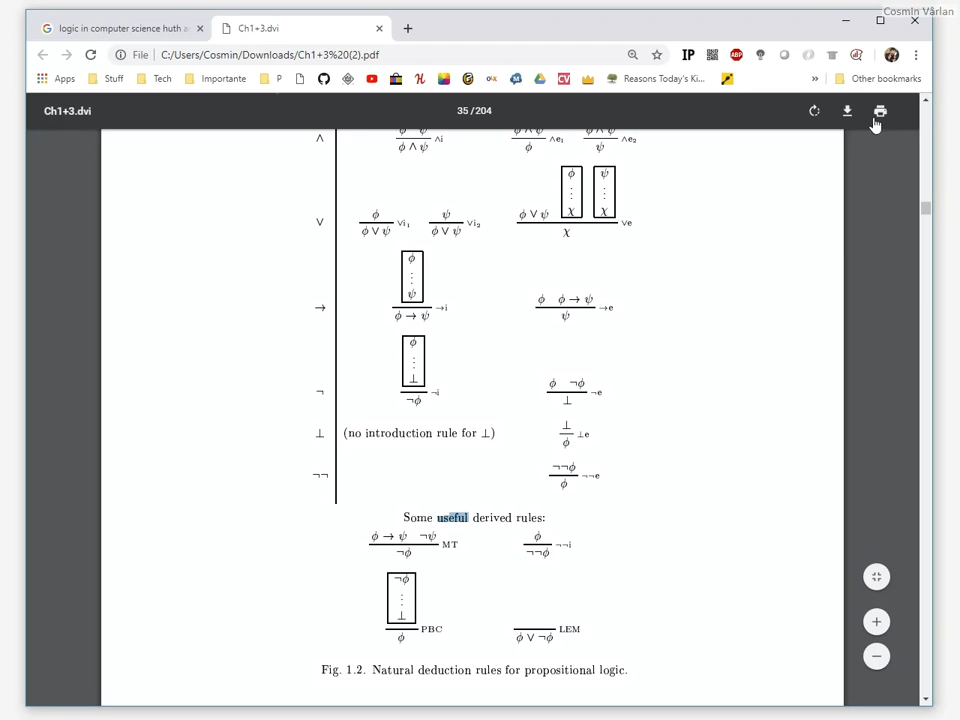 Cosmin Vârlan
logic in computer science huth a
Ch1+3.dvi
File C:/Users/Cosmin/Downloads/Ch1+3%20(2).pdf
IP
ABP
Apps Stuff Tech Importante P Reasons Today's Ki... » Other bookmarks
Ch1+3.dvi 35 / 204
∧ φ ψ ∧i φ ∧ ψ ∧e₁ φ ∧ ψ ∧e₂
φ ∧ ψ φ ψ
φ ψ
⋮ ⋮
∨ φ ∨i₁ ψ ∨i₂ φ ∨ ψ χ χ ∨e
φ ∨ ψ φ ∨ ψ χ
φ
⋮
ψ
→ φ → ψ →i φ φ → ψ →e
ψ
φ
⋮
⊥
¬ ¬φ ¬i φ ¬φ ¬e
⊥
⊥ (no introduction rule for ⊥) ⊥ ⊥e
φ
¬¬ ¬¬φ ¬¬e
φ
Some useful derived rules:
φ → ψ ¬ψ MT φ ¬¬i
¬φ ¬¬φ
¬φ
⋮
⊥
φ PBC φ ∨ ¬φ LEM
Fig. 1.2. Natural deduction rules for propositional logic.